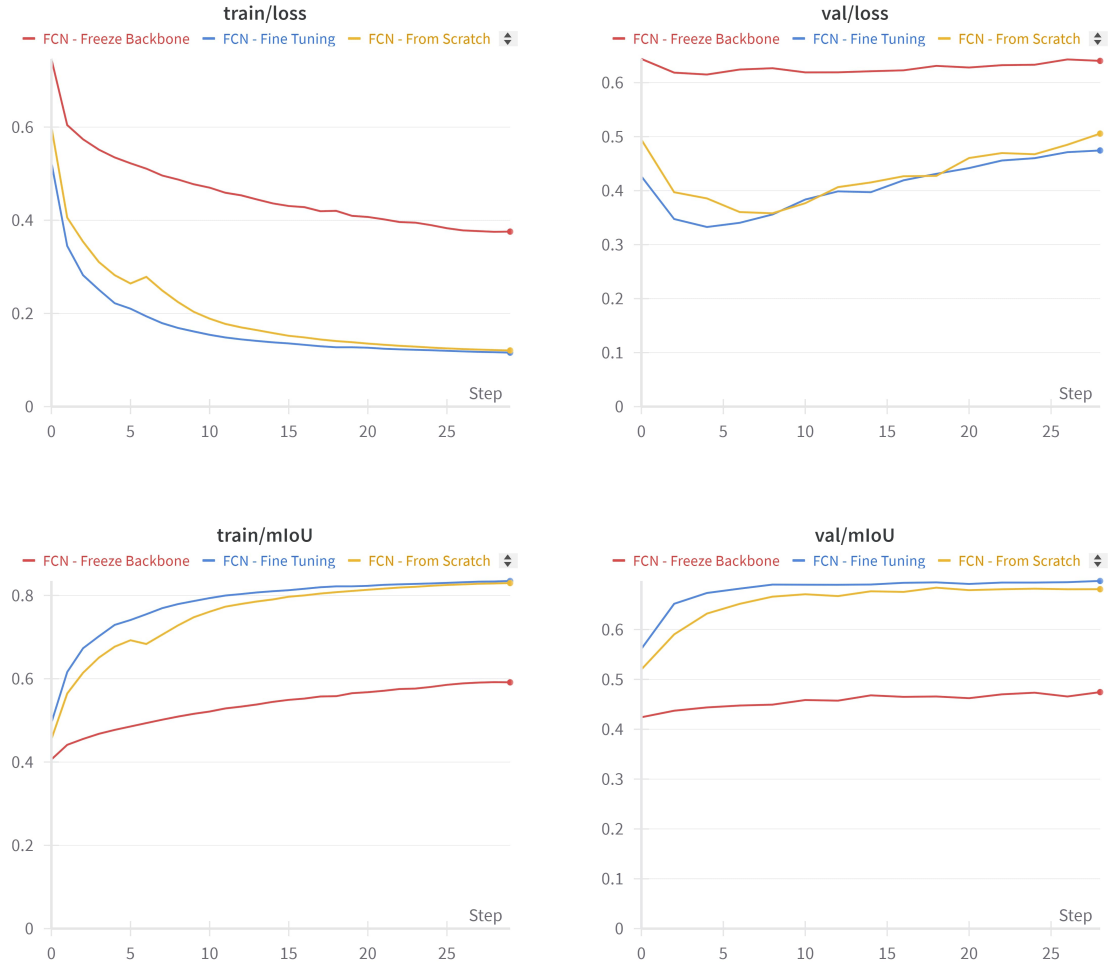 train/loss
FCN - Freeze Backbone FCN - Fine Tuning FCN - From Scratch
0.6
0.4
0.2
0
Step
0 5 10 15 20 25
val/loss
FCN - Freeze Backbone FCN - Fine Tuning FCN - From Scratch
0.6
0.5
0.4
0.3
0.2
0.1
0
Step
0 5 10 15 20 25
train/mIoU
FCN - Freeze Backbone FCN - Fine Tuning FCN - From Scratch
0.8
0.6
0.4
0.2
0
Step
0 5 10 15 20 25
val/mIoU
FCN - Freeze Backbone FCN - Fine Tuning FCN - From Scratch
0.6
0.5
0.4
0.3
0.2
0.1
0
Step
0 5 10 15 20 25